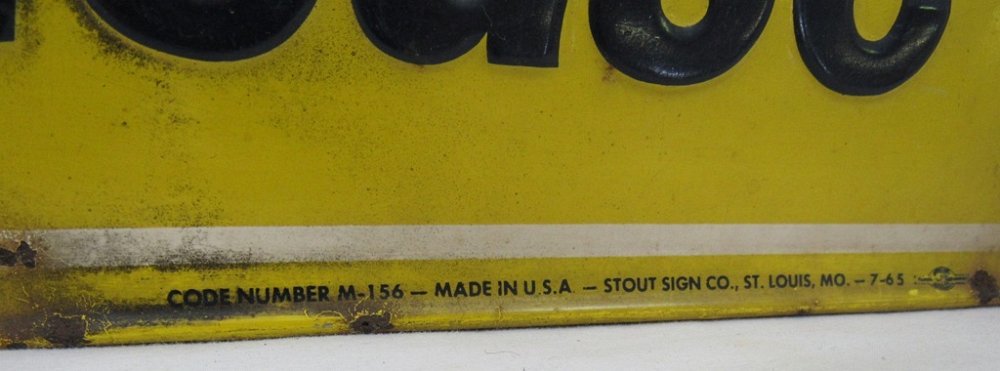 CODE NUMBER M-156 — MADE IN U.S.A — STOUT SIGN CO., ST. LOUIS, MO. — 7-65